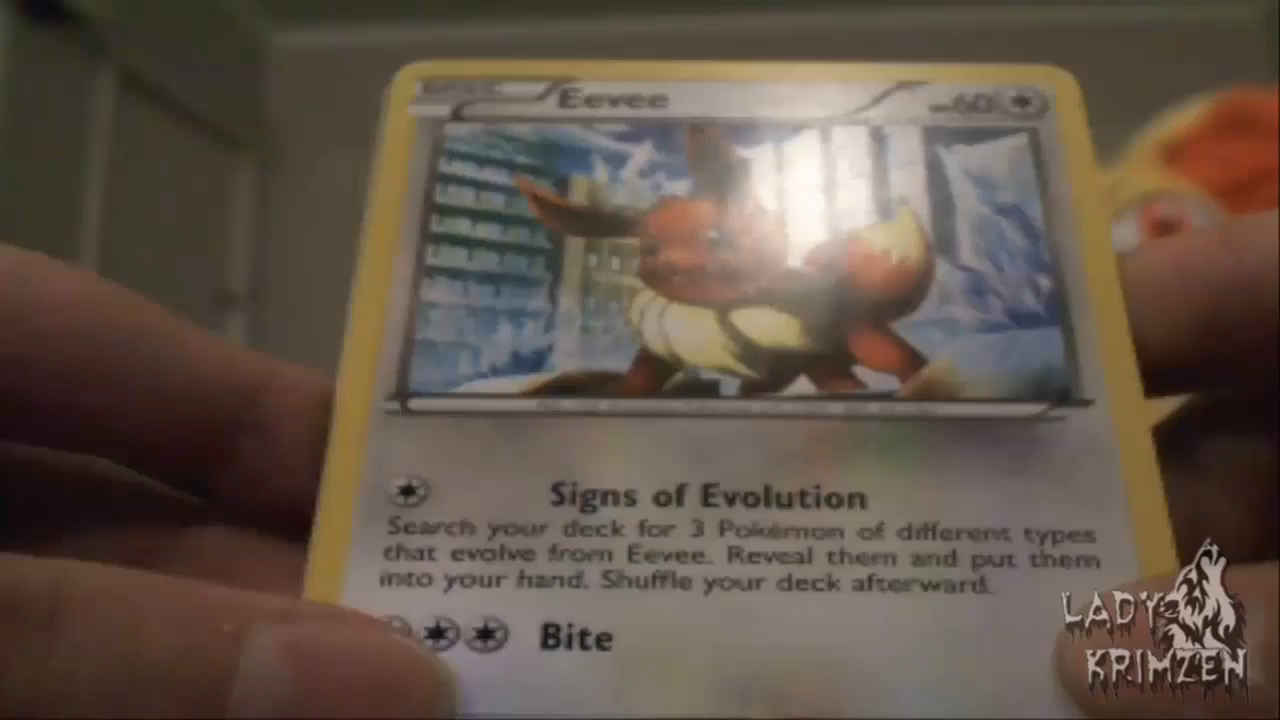 Eevee
60
Signs of Evolution
Search your deck for 3 Pokémon of different types
that evolve from Eevee. Reveal them and put them
into your hand. Shuffle your deck afterward.
Bite
LADY
KRIMZEN